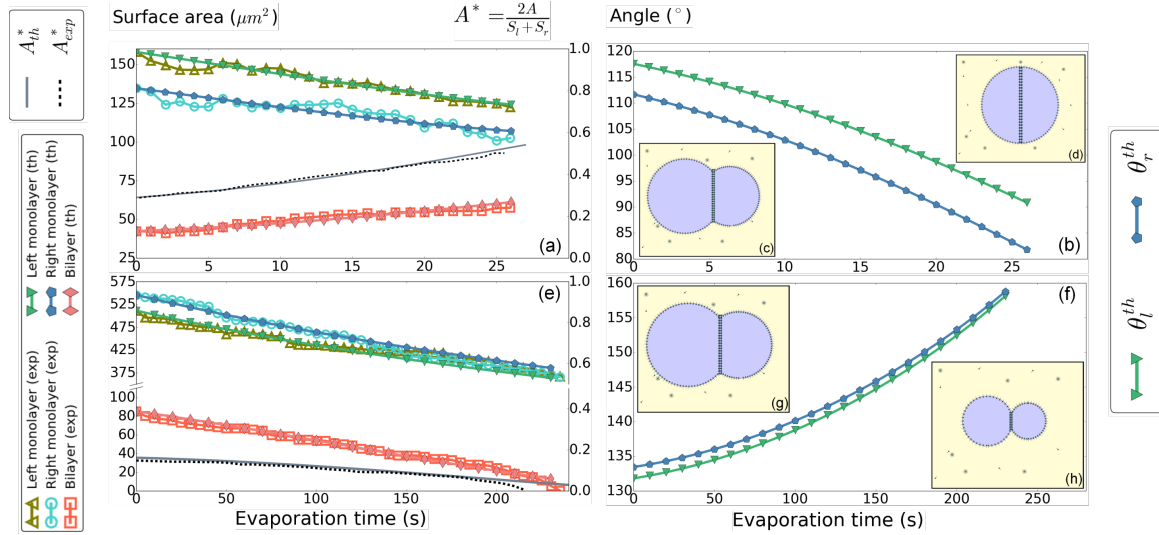 Surface area (μm²)
A* = 2A / (S_l + S_r)
Angle (°)
A*_th
A*_exp
Left monolayer (exp)
Right monolayer (exp)
Bilayer (exp)
Left monolayer (th)
Right monolayer (th)
Bilayer (th)
150
125
100
75
50
25
1.0
0.8
0.6
0.4
0.2
0.0
0
5
10
15
20
25
(a)
120
115
110
105
100
95
90
85
80
0
5
10
15
20
25
(b)
(c)
(d)
575
525
475
425
375
100
80
60
40
20
0
1.0
0.8
0.6
0.4
0.2
0.0
50
100
150
200
(e)
Evaporation time (s)
160
155
150
145
140
135
130
0
50
100
150
200
250
(f)
(g)
(h)
Evaporation time (s)
θ_l^th
θ_r^th